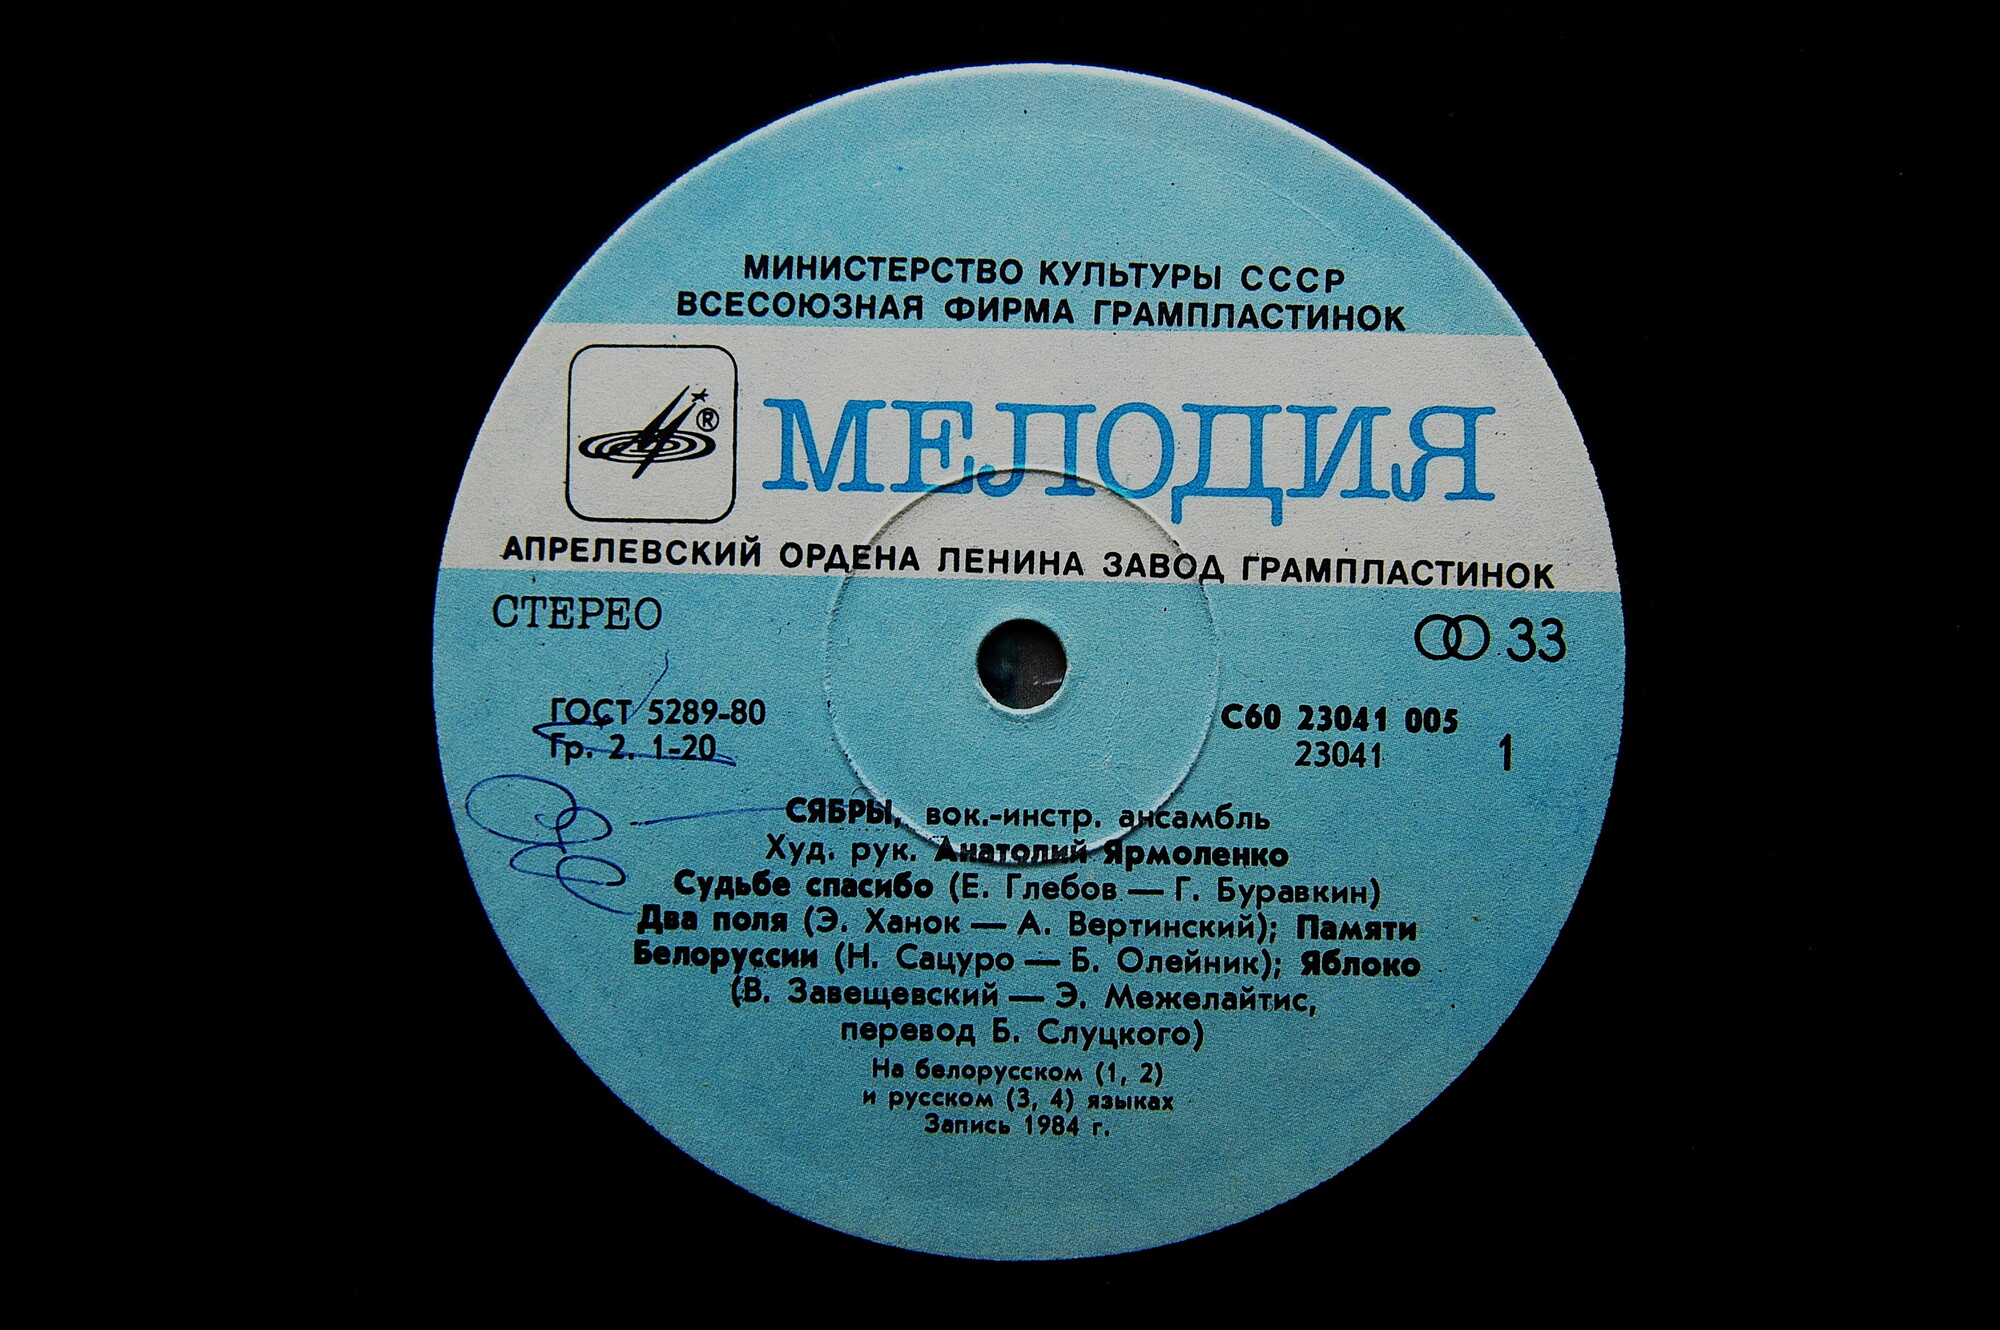 МИНИСТЕРСТВО КУЛЬТУРЫ СССР
ВСЕСОЮЗНАЯ ФИРМА ГРАМПЛАСТИНОК
®
МЕЛОДИЯ
АПРЕЛЕВСКИЙ ОРДЕНА ЛЕНИНА ЗАВОД ГРАМПЛАСТИНОК
СТЕРЕО
33
ГОСТ 5289-80
Гр. 2. 1-20
С60 23041 005
23041
1
СЯБРЫ, вок.-инстр. ансамбль
Худ. рук. Анатолий Ярмоленко
Судьбе спасибо (Е. Глебов — Г. Буравкин)
Два поля (Э. Ханок — А. Вертинский); Памяти
Белоруссии (Н. Сацуро — Б. Олейник); Яблоко
(В. Завещевский — Э. Межелайтис,
перевод Б. Слуцкого)
На белорусском (1, 2)
и русском (3, 4) языках
Запись 1984 г.